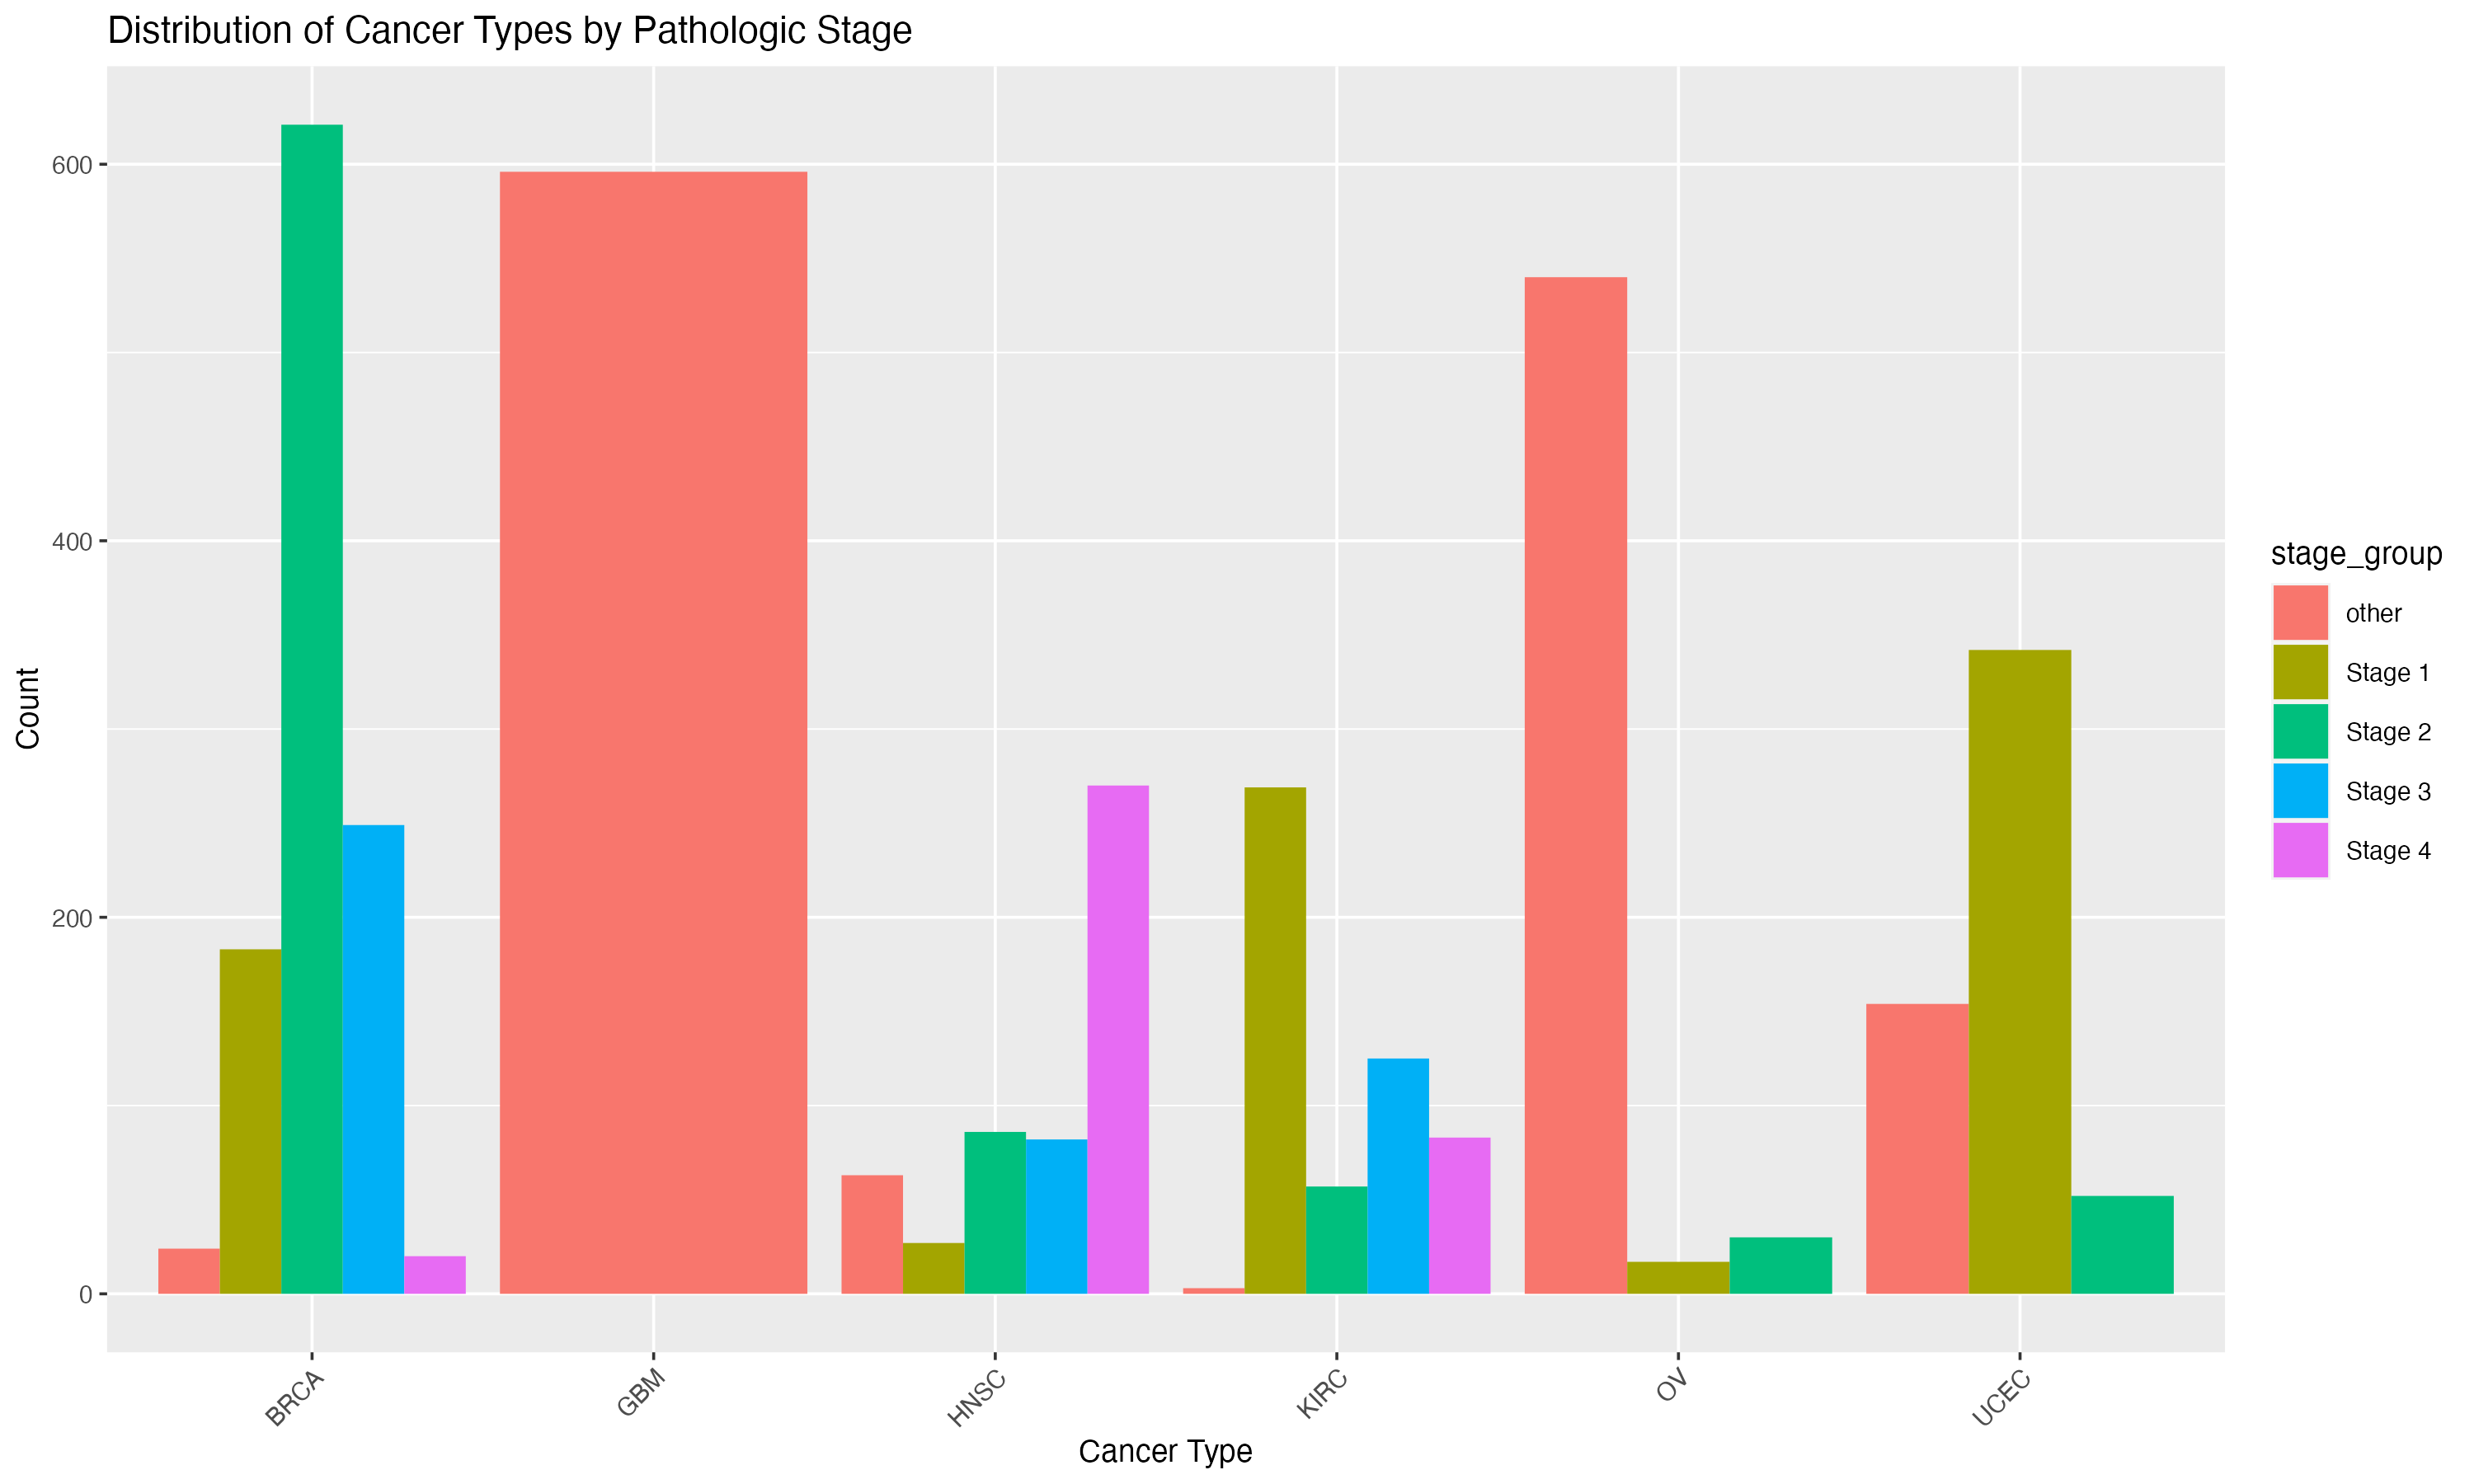 Distribution of Cancer Types by Pathologic Stage
600
400
200
0
Count
BRCA
GBM
HNSC
KIRC
OV
UCEC
Cancer Type
stage_group
other
Stage 1
Stage 2
Stage 3
Stage 4